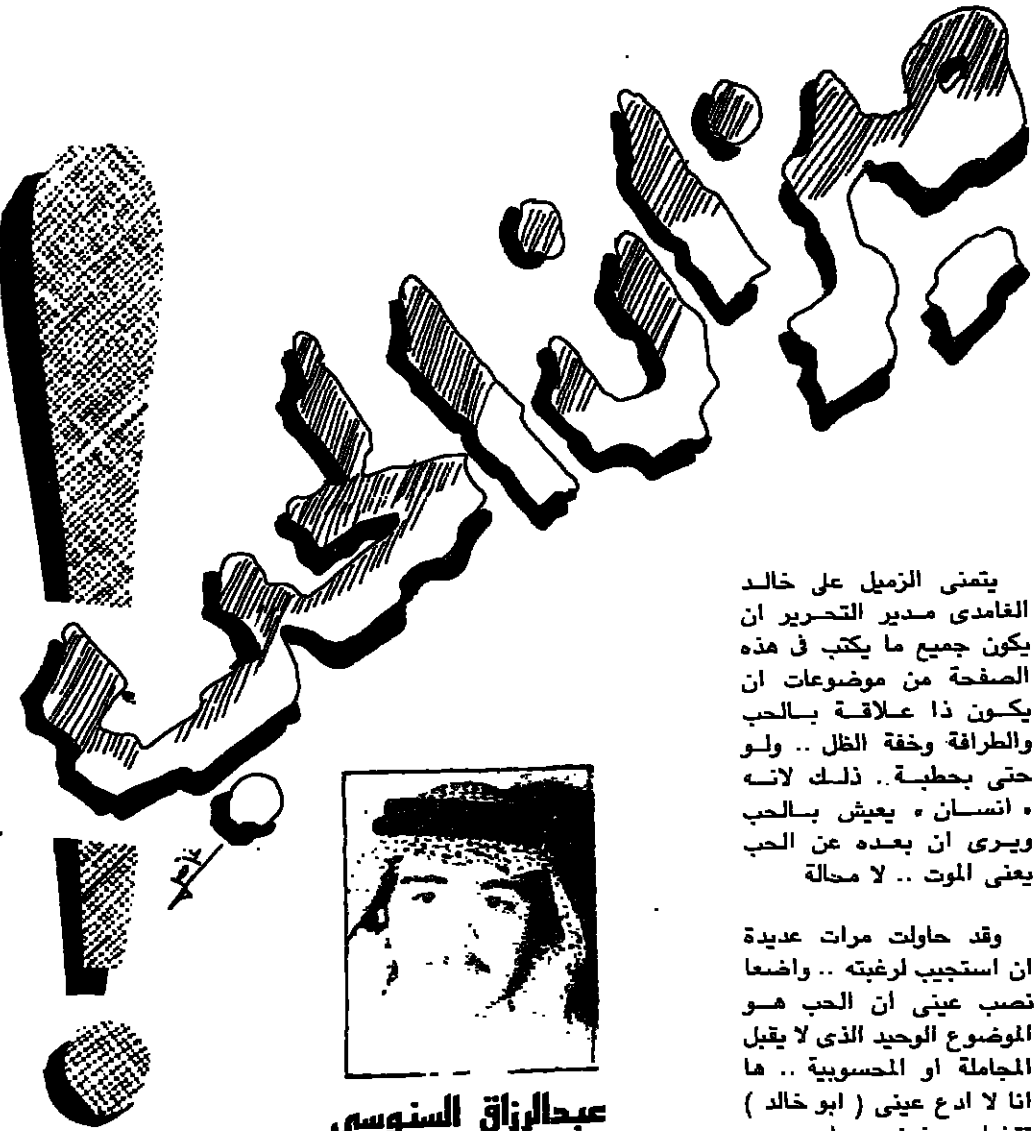 ميزان الحب !
يتمنى الزميل على خالد
الغامدى مدير التحرير ان
يكون جميع ما يكتب فى هذه
الصفحة من موضوعات ان
يكون ذا علاقة بالحب
والطرافة وخفة الظل .. ولو
حتى بحطبة .. ذلك لانه
« انسان » يعيش بالحب
ويرى ان بعده عن الحب
يعنى الموت .. لا محالة
وقد حاولت مرات عديدة
ان استجيب لرغبته .. واضعا
نصب عينى أن الحب هو
الموضوع الوحيد الذى لا يقبل
المجاملة او المحسوبية .. ها
انا لا ادع عينى ( ابو خالد )
عبدالرزاق السنوسي